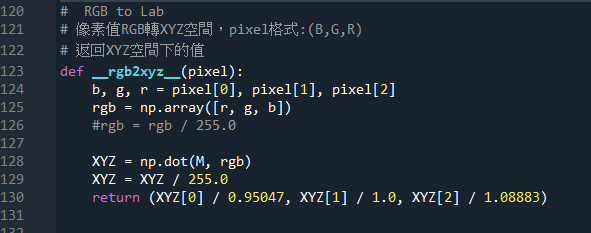 120 #  RGB to Lab
121 # 像素值RGB轉XYZ空間，pixel格式:(B,G,R)
122 # 返回XYZ空間下的值
123 def __rgb2xyz__(pixel):
124     b, g, r = pixel[0], pixel[1], pixel[2]
125     rgb = np.array([r, g, b])
126     #rgb = rgb / 255.0
127
128     XYZ = np.dot(M, rgb)
129     XYZ = XYZ / 255.0
130     return (XYZ[0] / 0.95047, XYZ[1] / 1.0, XYZ[2] / 1.08883)
131